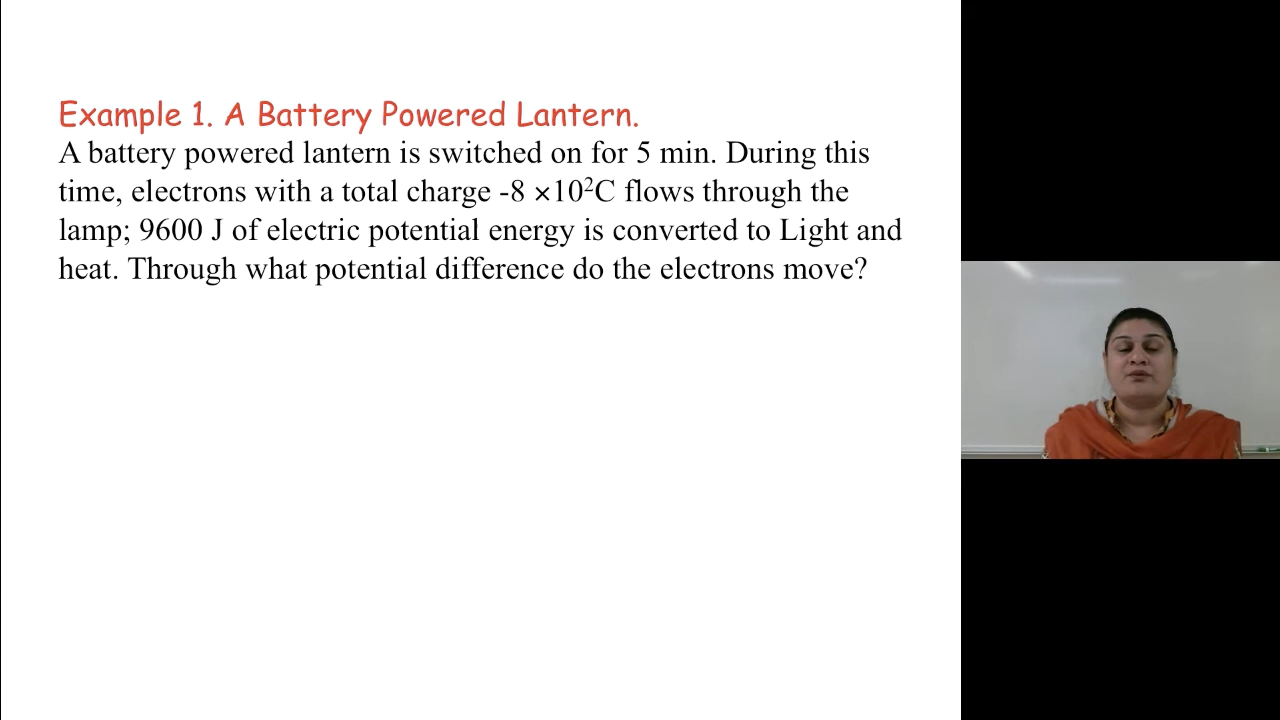 Example 1. A Battery Powered Lantern.
A battery powered lantern is switched on for 5 min. During this
time, electrons with a total charge -8 ×10²C flows through the
lamp; 9600 J of electric potential energy is converted to Light and
heat. Through what potential difference do the electrons move?